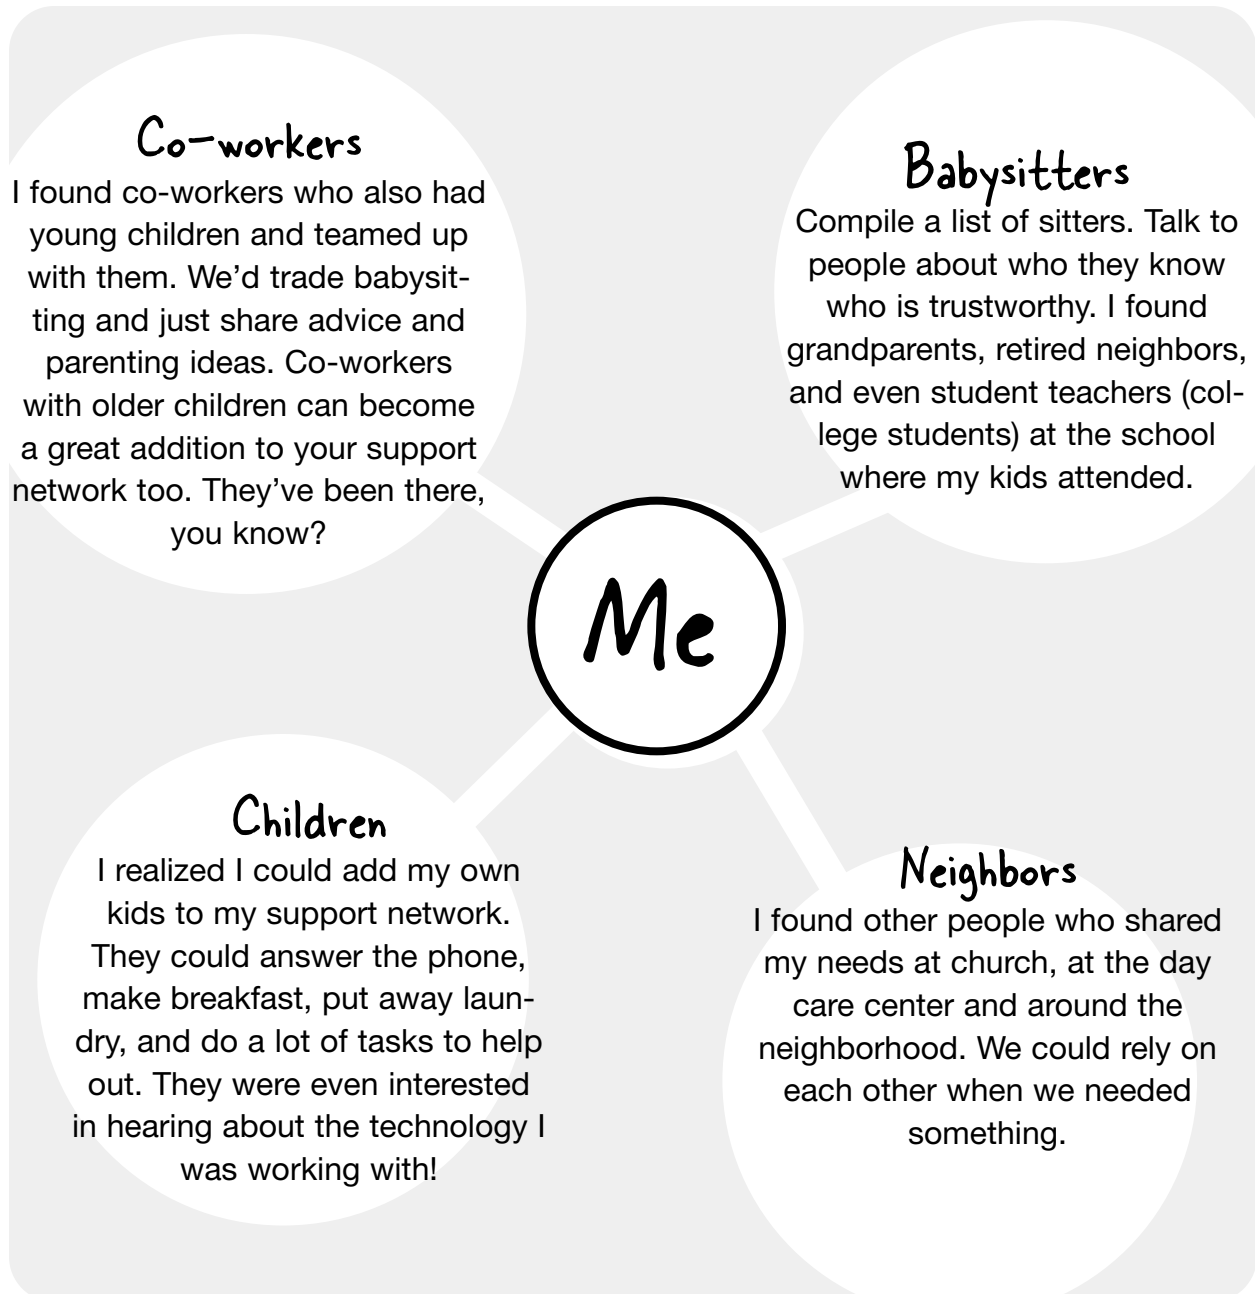 Co-workers
I found co-workers who also had
young children and teamed up
with them. We’d trade babysit-
ting and just share advice and
parenting ideas. Co-workers
with older children can become
a great addition to your support
network too. They’ve been there,
you know?
Babysitters
Compile a list of sitters. Talk to
people about who they know
who is trustworthy. I found
grandparents, retired neighbors,
and even student teachers (col-
lege students) at the school
where my kids attended.
Me
Children
I realized I could add my own
kids to my support network.
They could answer the phone,
make breakfast, put away laun-
dry, and do a lot of tasks to help
out. They were even interested
in hearing about the technology I
was working with!
Neighbors
I found other people who shared
my needs at church, at the day
care center and around the
neighborhood. We could rely on
each other when we needed
something.